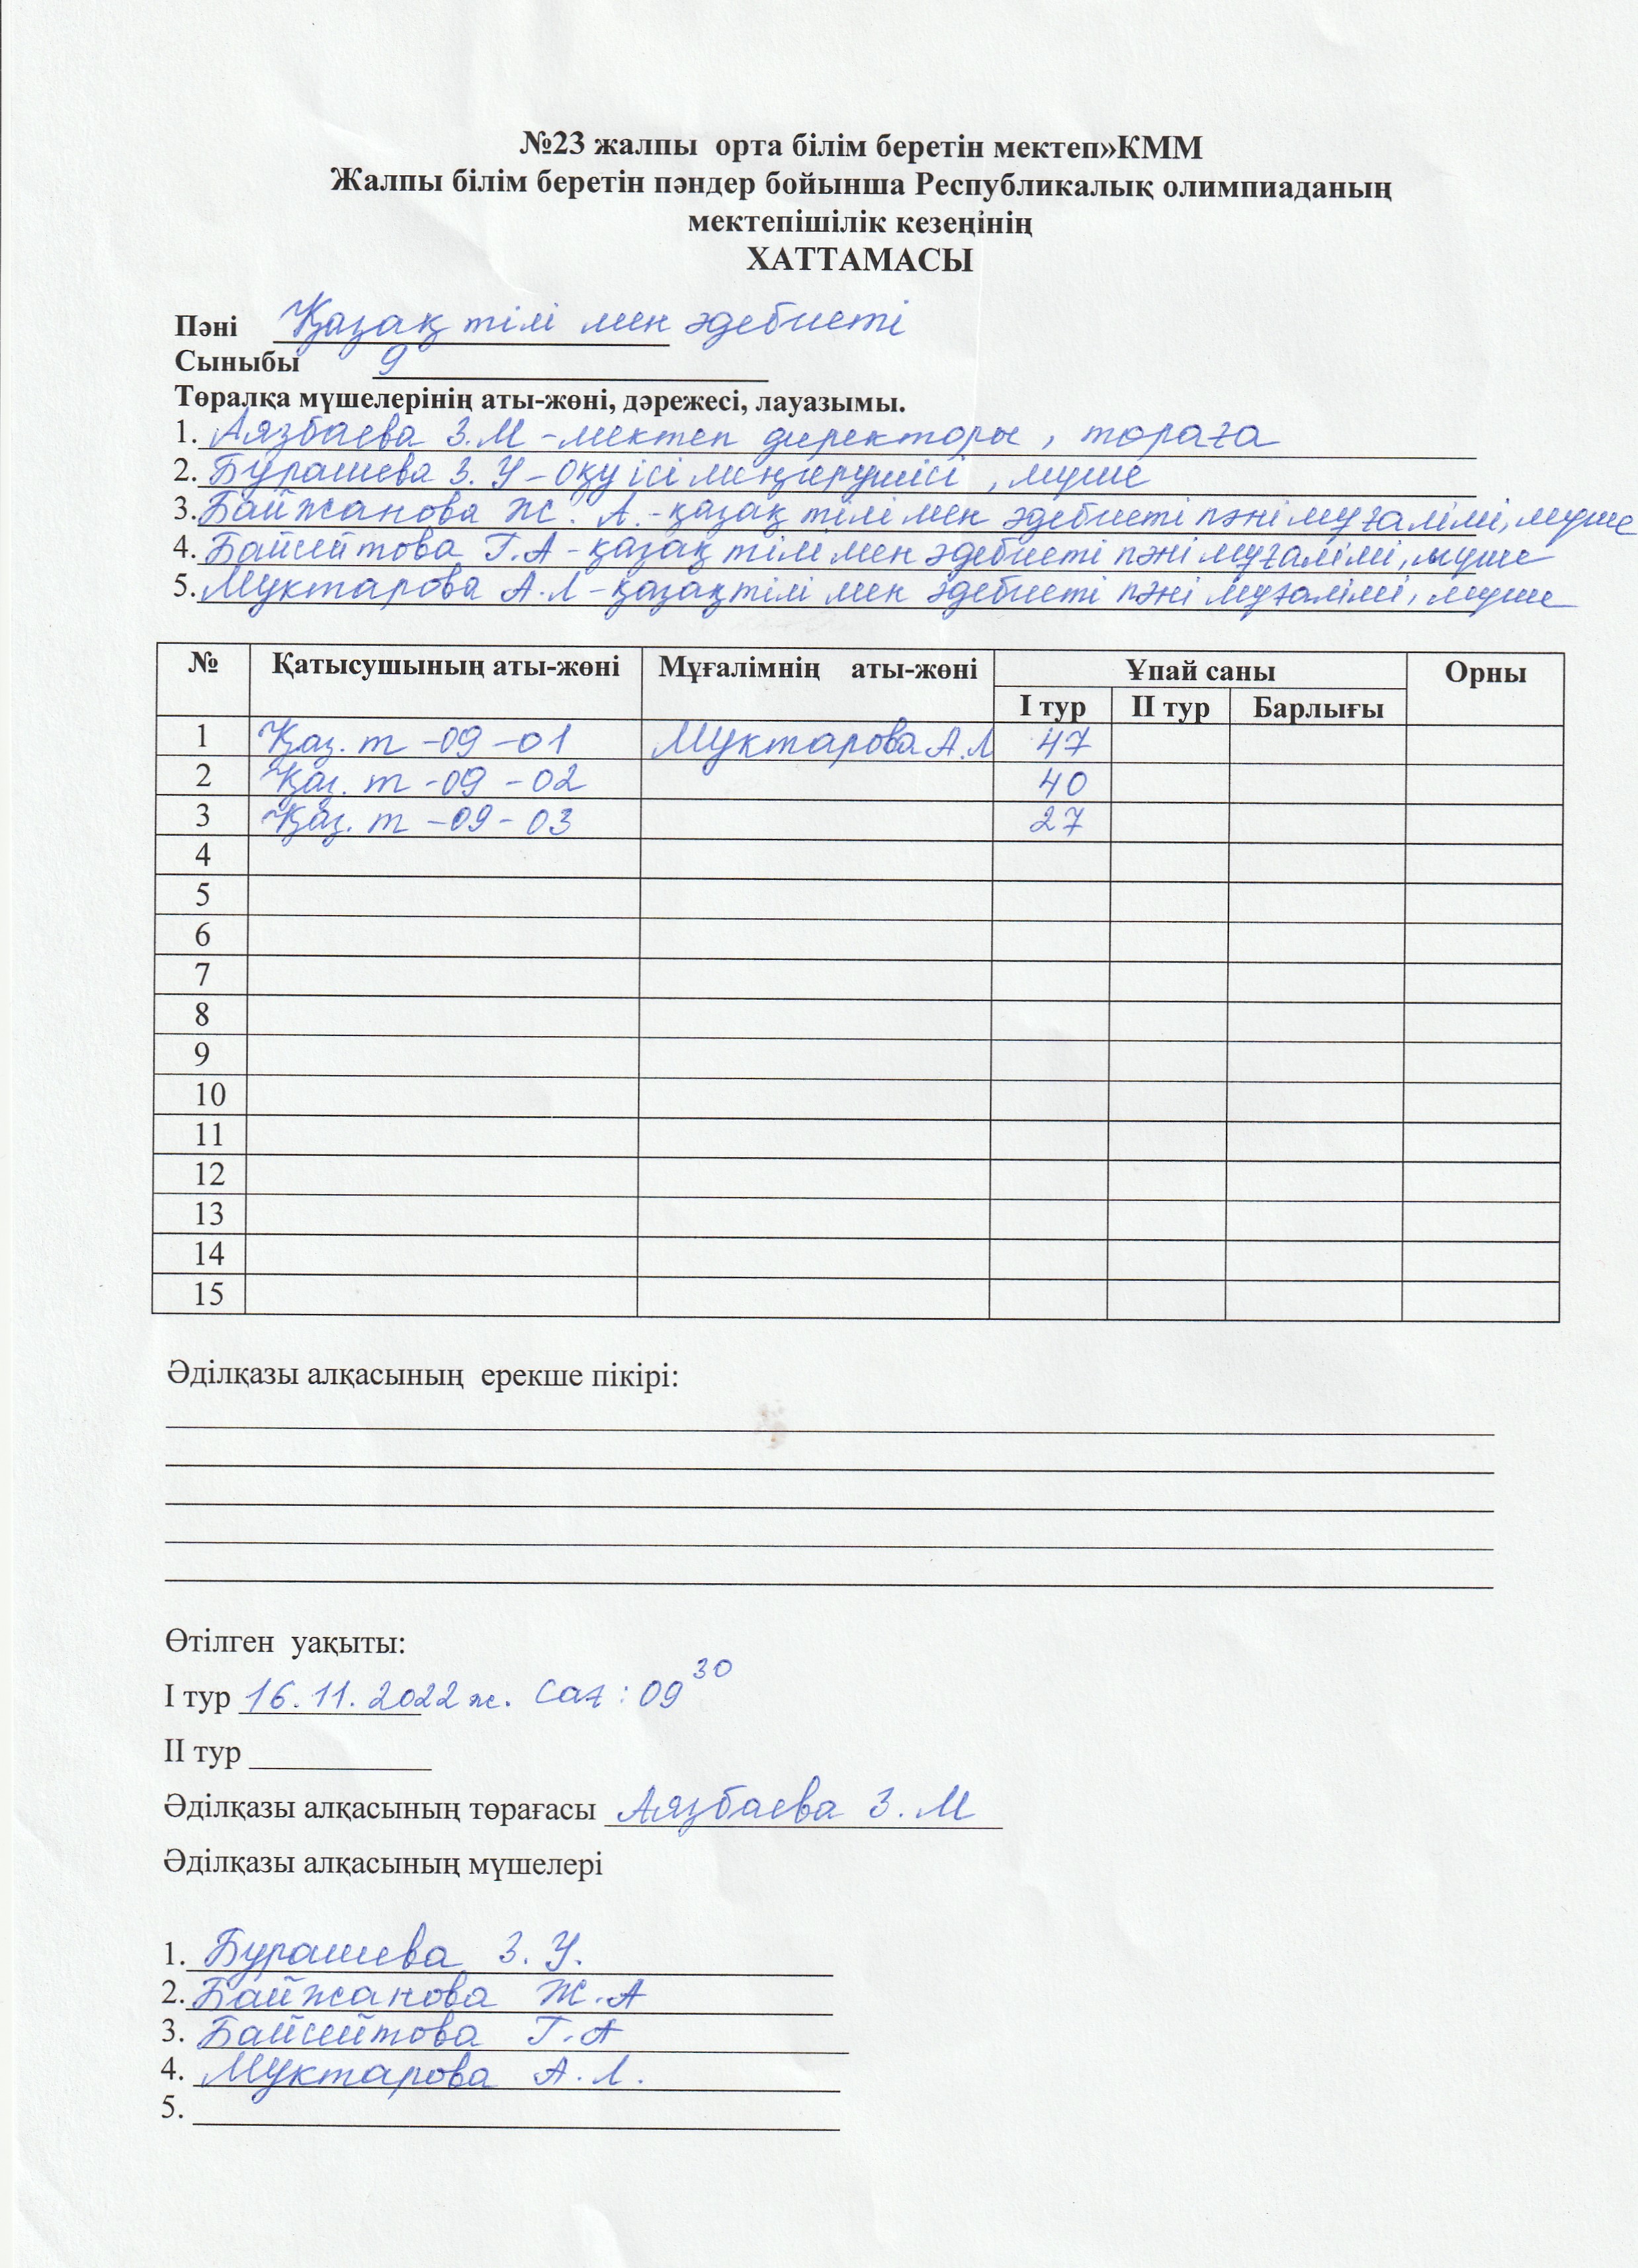 №23 жалпы орта білім беретін мектеп»КММ
Жалпы білім беретін пәндер бойынша Республикалық олимпиаданың
мектепішілік кезеңінің
ХАТТАМАСЫ
Пәні Қазақ тілі мен әдебиеті
Сыныбы 9
Төралқа мүшелерінің аты-жөні, дәрежесі, лауазымы.
1. Аязбаева З.М - мектеп директоры, төраға
2. Бурашева З.У - оқу ісі меңгерушісі, мүше
3. Байжанова Ж.А. - қазақ тілі мен әдебиеті пәні мұғалімі, мүше
4. Байсейтова Г.А - қазақ тілі мен әдебиеті пәні мұғалімі, мүше
5. Муктарова А.Л - қазақ тілі мен әдебиеті пәні мұғалімі, мүше
№ Қатысушының аты-жөні Мұғалімнің аты-жөні Ұпай саны Орны
I тур II тур Барлығы
1 Қаз. т - 09 - 01 Муктарова А.Л 47
2 Қаз. т - 09 - 02 40
3 Қаз. т - 09 - 03 27
4
5
6
7
8
9
10
11
12
13
14
15
Әділқазы алқасының ерекше пікірі:
Өтілген уақыты:
I тур 16.11.2022 ж. Сағ: 09 30
II тур
Әділқазы алқасының төрағасы Аязбаева З.М
Әділқазы алқасының мүшелері
1. Бурашева З.У.
2. Байжанова Ж.А
3. Байсейтова Г.А
4. Муктарова А.Л.
5.